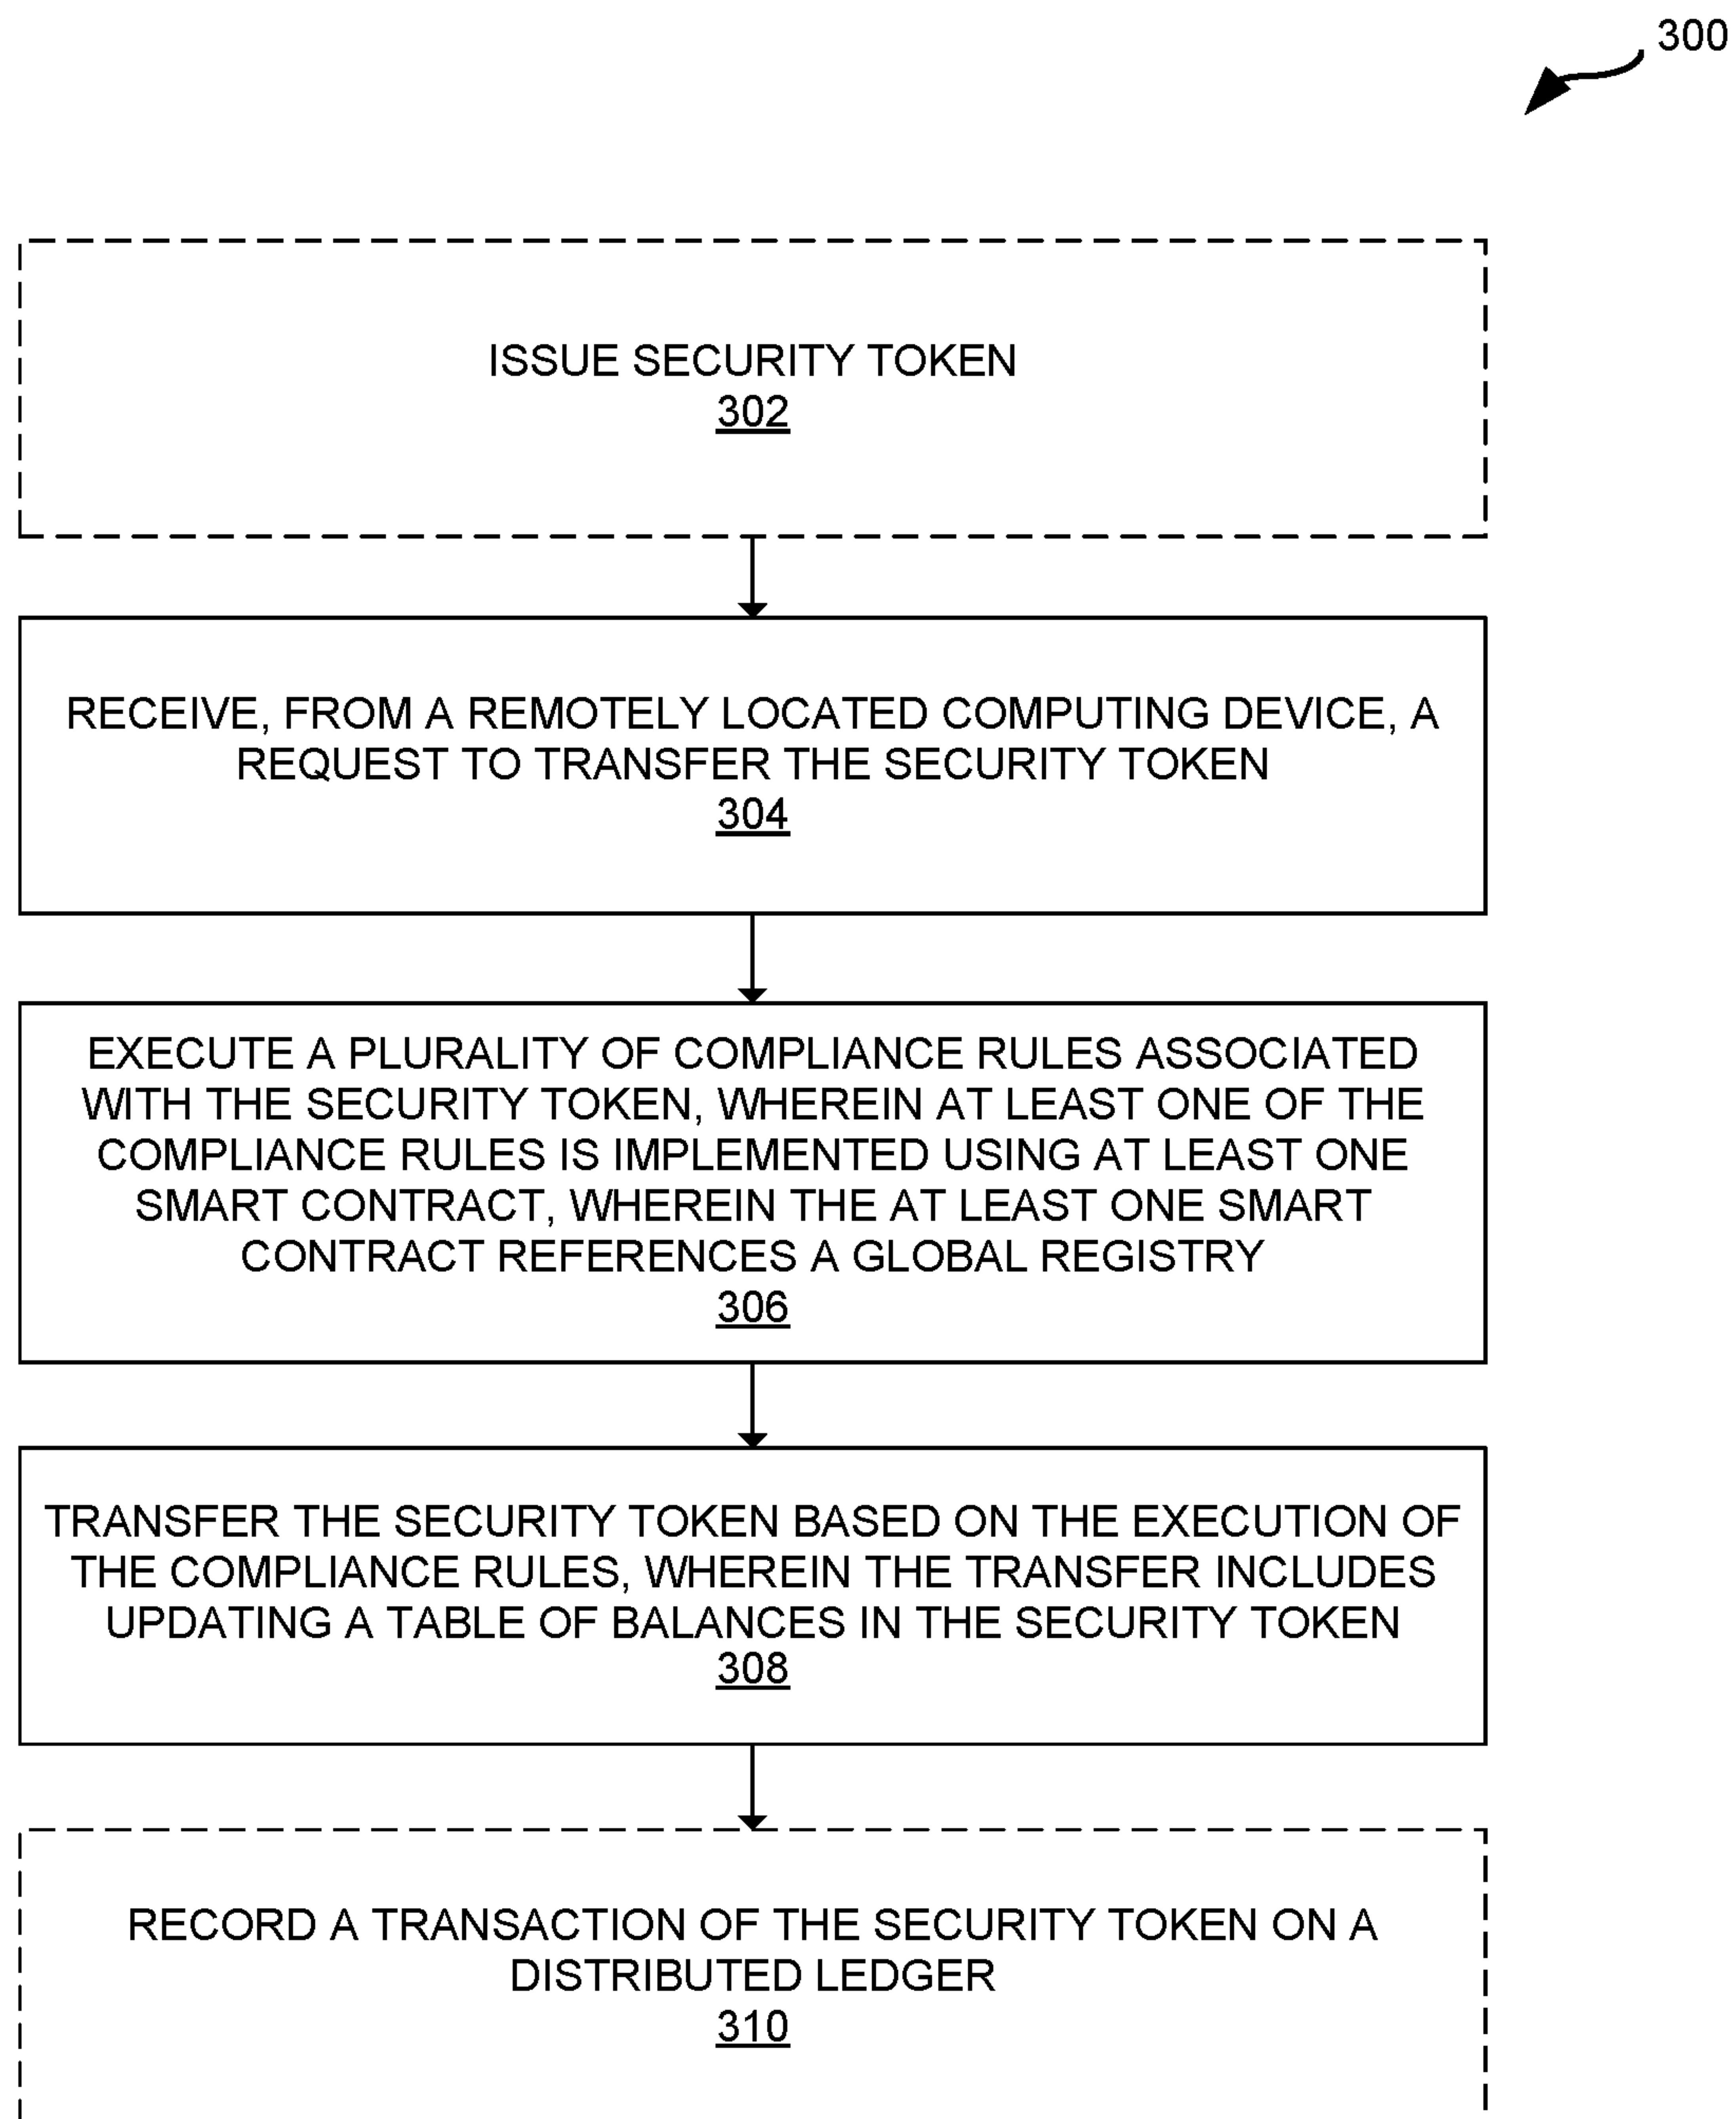 300
ISSUE SECURITY TOKEN
302
RECEIVE, FROM A REMOTELY LOCATED COMPUTING DEVICE, A
REQUEST TO TRANSFER THE SECURITY TOKEN
304
EXECUTE A PLURALITY OF COMPLIANCE RULES ASSOCIATED
WITH THE SECURITY TOKEN, WHEREIN AT LEAST ONE OF THE
COMPLIANCE RULES IS IMPLEMENTED USING AT LEAST ONE
SMART CONTRACT, WHEREIN THE AT LEAST ONE SMART
CONTRACT REFERENCES A GLOBAL REGISTRY
306
TRANSFER THE SECURITY TOKEN BASED ON THE EXECUTION OF
THE COMPLIANCE RULES, WHEREIN THE TRANSFER INCLUDES
UPDATING A TABLE OF BALANCES IN THE SECURITY TOKEN
308
RECORD A TRANSACTION OF THE SECURITY TOKEN ON A
DISTRIBUTED LEDGER
310